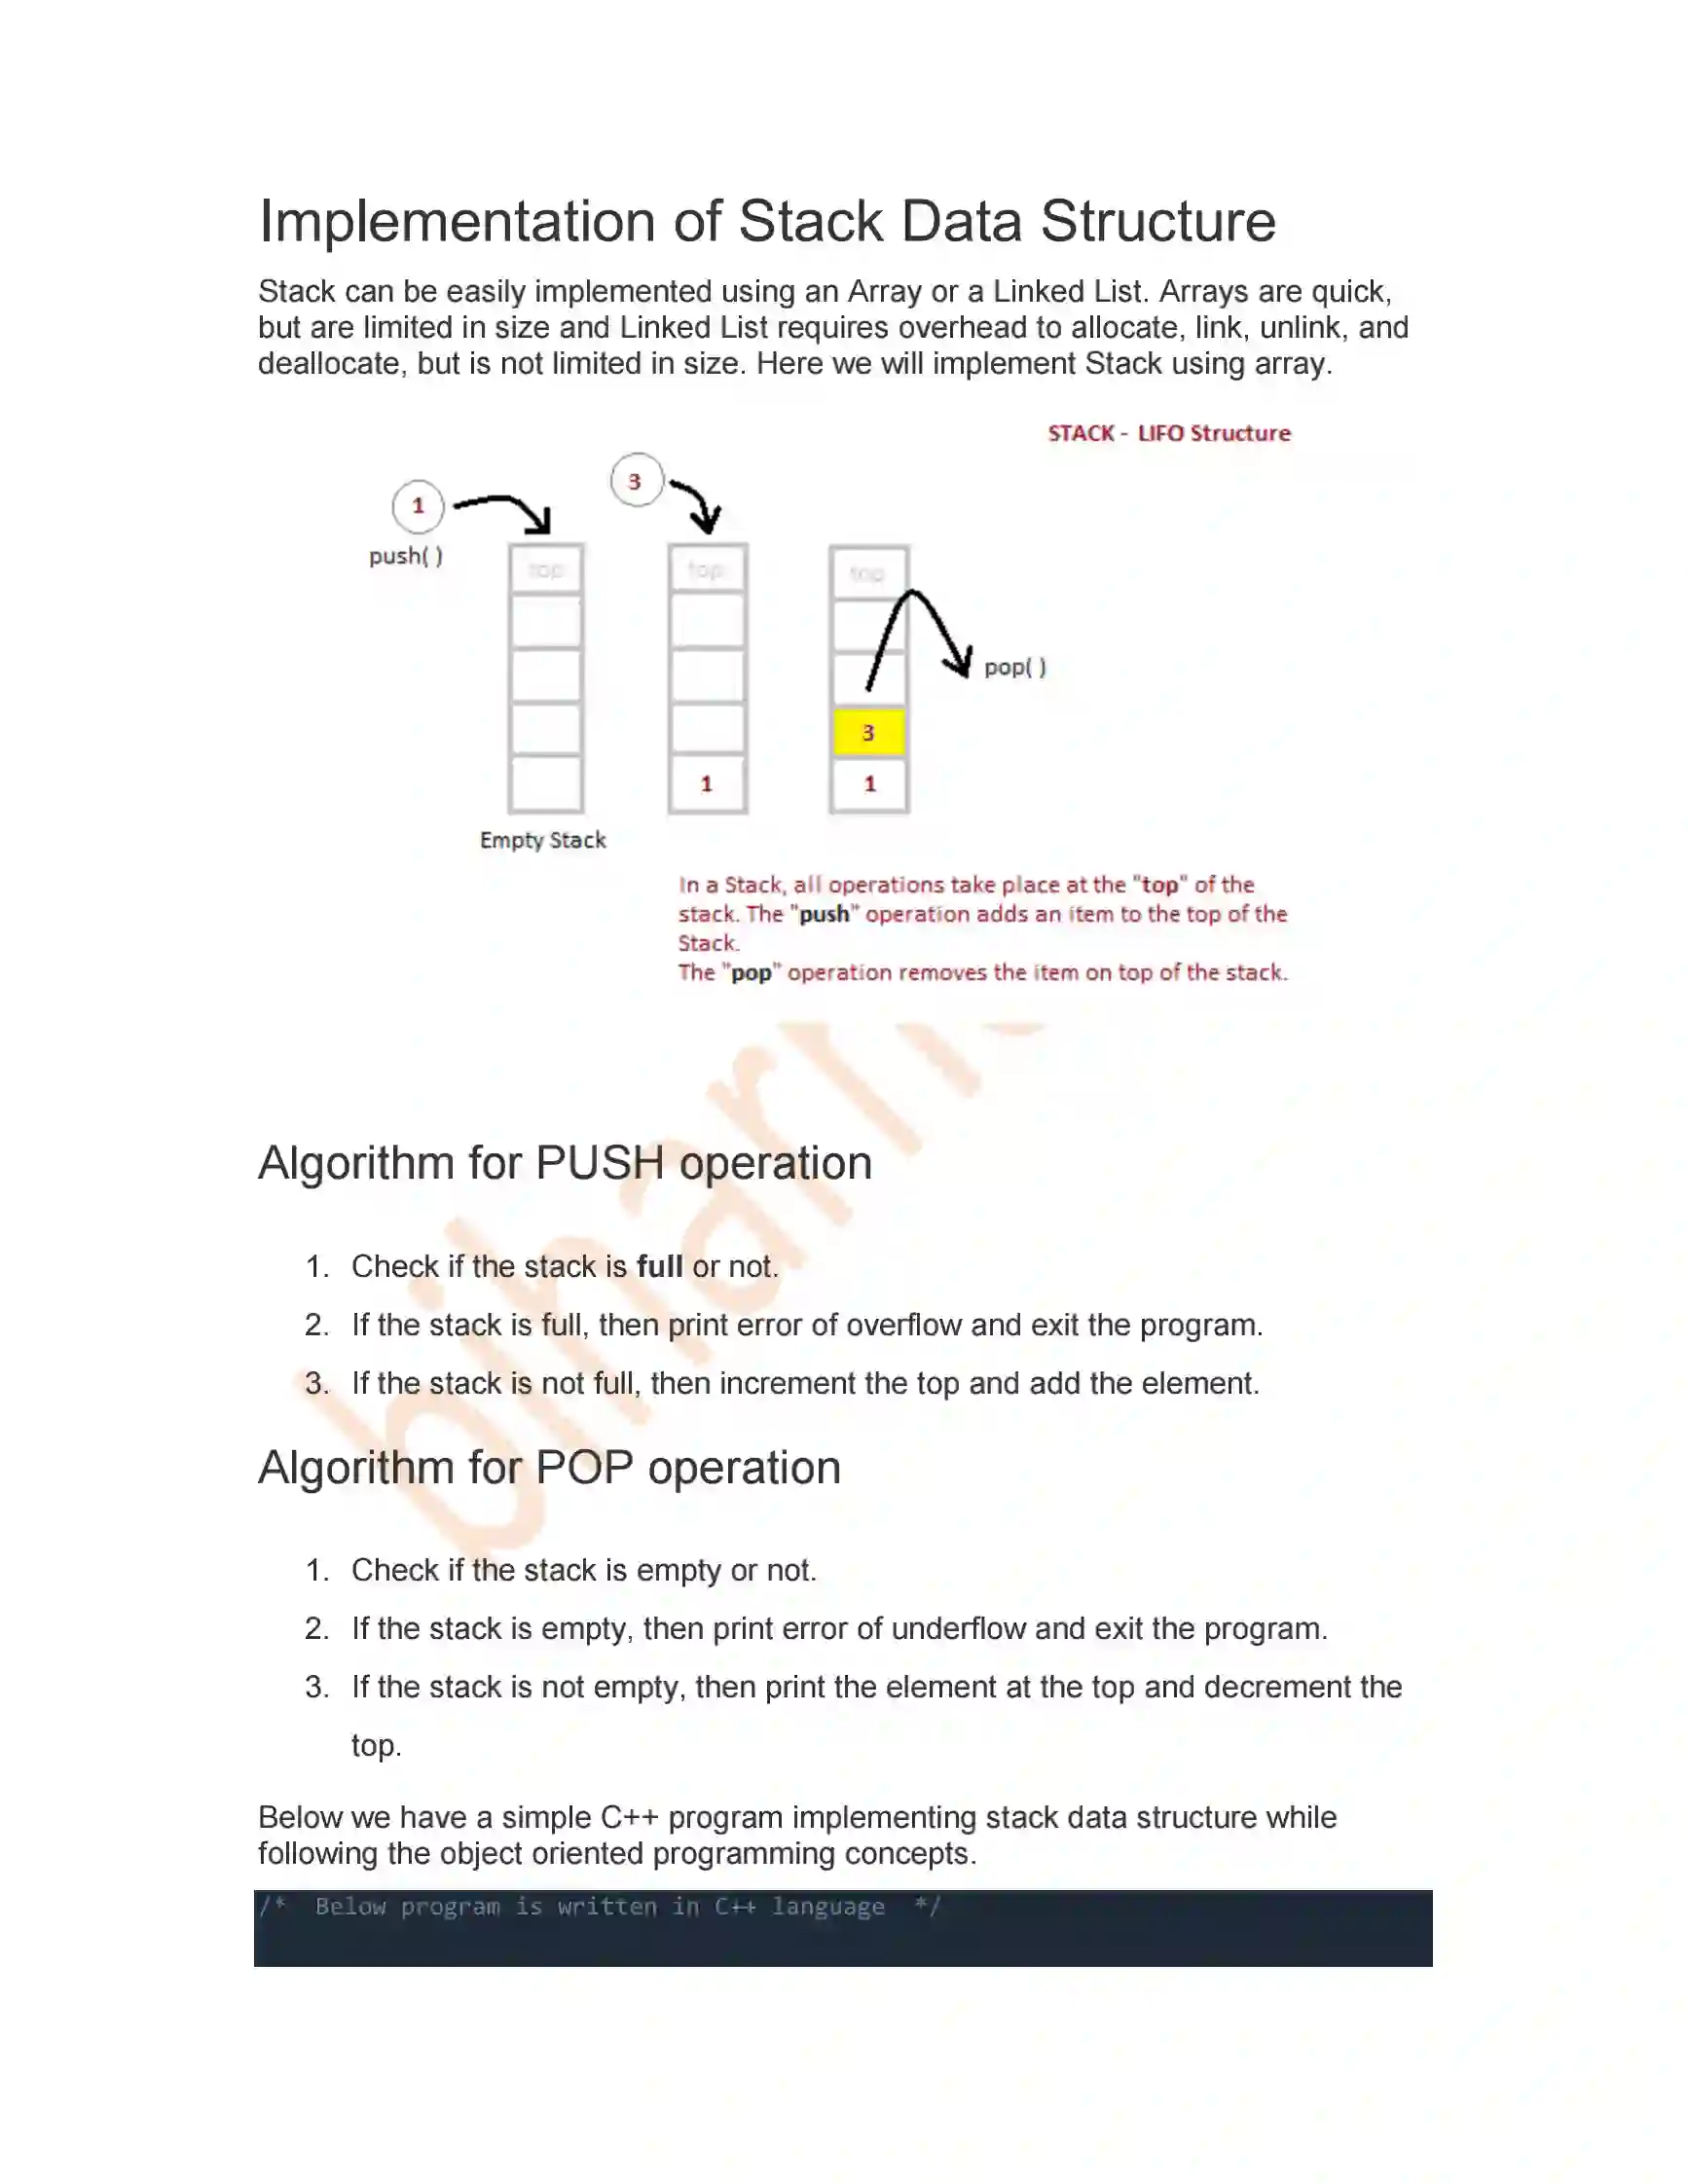 Implementation of Stack Data Structure
Stack can be easily implemented using an Array or a Linked List. Arrays are quick,
but are limited in size and Linked List requires overhead to allocate, link, unlink, and
deallocate, but is not limited in size. Here we will implement Stack using array.
STACK - LIFO Structure
1
3
push( )
top
top
top
pop( )
3
1
1
Empty Stack
In a Stack, all operations take place at the "top" of the
stack. The "push" operation adds an item to the top of the
Stack.
The "pop" operation removes the item on top of the stack.
Algorithm for PUSH operation
1. Check if the stack is full or not.
2. If the stack is full, then print error of overflow and exit the program.
3. If the stack is not full, then increment the top and add the element.
Algorithm for POP operation
1. Check if the stack is empty or not.
2. If the stack is empty, then print error of underflow and exit the program.
3. If the stack is not empty, then print the element at the top and decrement the
top.
Below we have a simple C++ program implementing stack data structure while
following the object oriented programming concepts.
/*  Below program is written in C++ language  */